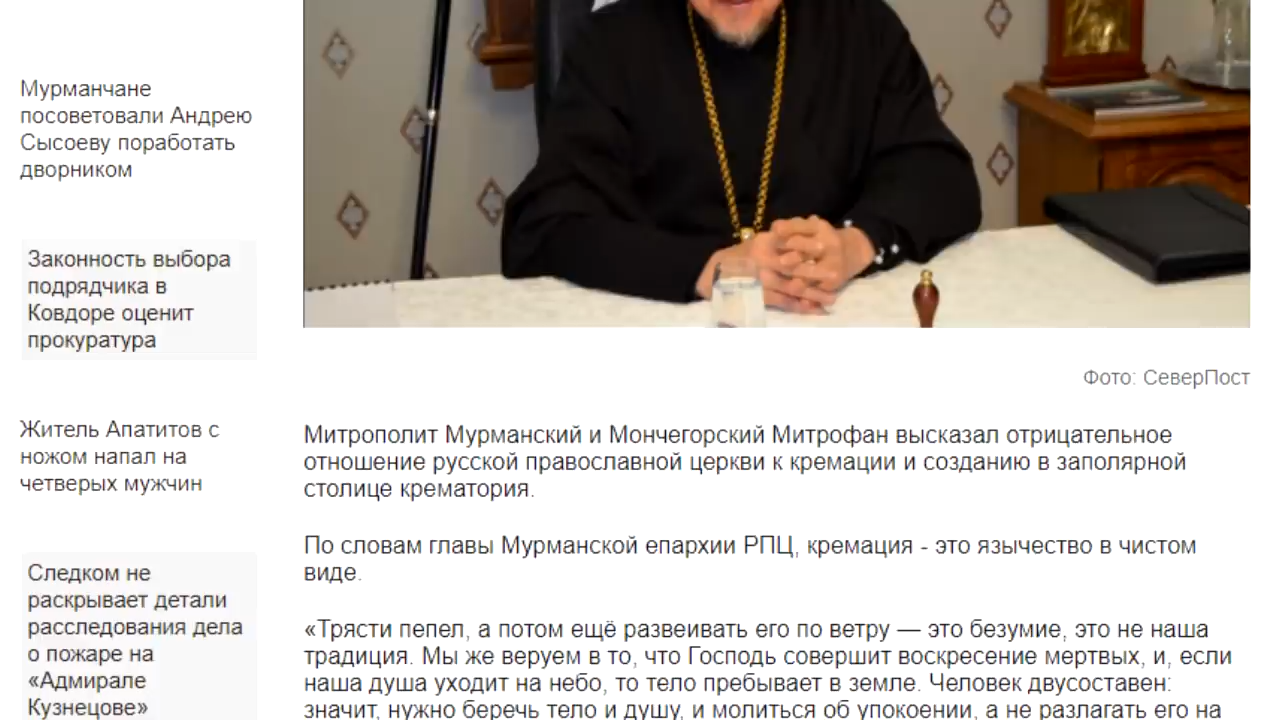 Мурманчане
посоветовали Андрею
Сысоеву поработать
дворником
Законность выбора
подрядчика в
Ковдоре оценит
прокуратура
Житель Апатитов с
ножом напал на
четверых мужчин
Следком не
раскрывает детали
расследования дела
о пожаре на
«Адмирале
Кузнецове»
Фото: СеверПост
Митрополит Мурманский и Мончегорский Митрофан высказал отрицательное
отношение русской православной церкви к кремации и созданию в заполярной
столице крематория.
По словам главы Мурманской епархии РПЦ, кремация - это язычество в чистом
виде.
«Трясти пепел, а потом ещё развеивать его по ветру — это безумие, это не наша
традиция. Мы же веруем в то, что Господь совершит воскресение мертвых, и, если
наша душа уходит на небо, то тело пребывает в земле. Человек двусоставен:
значит, нужно беречь тело и душу, и молиться об упокоении, а не разлагать его на